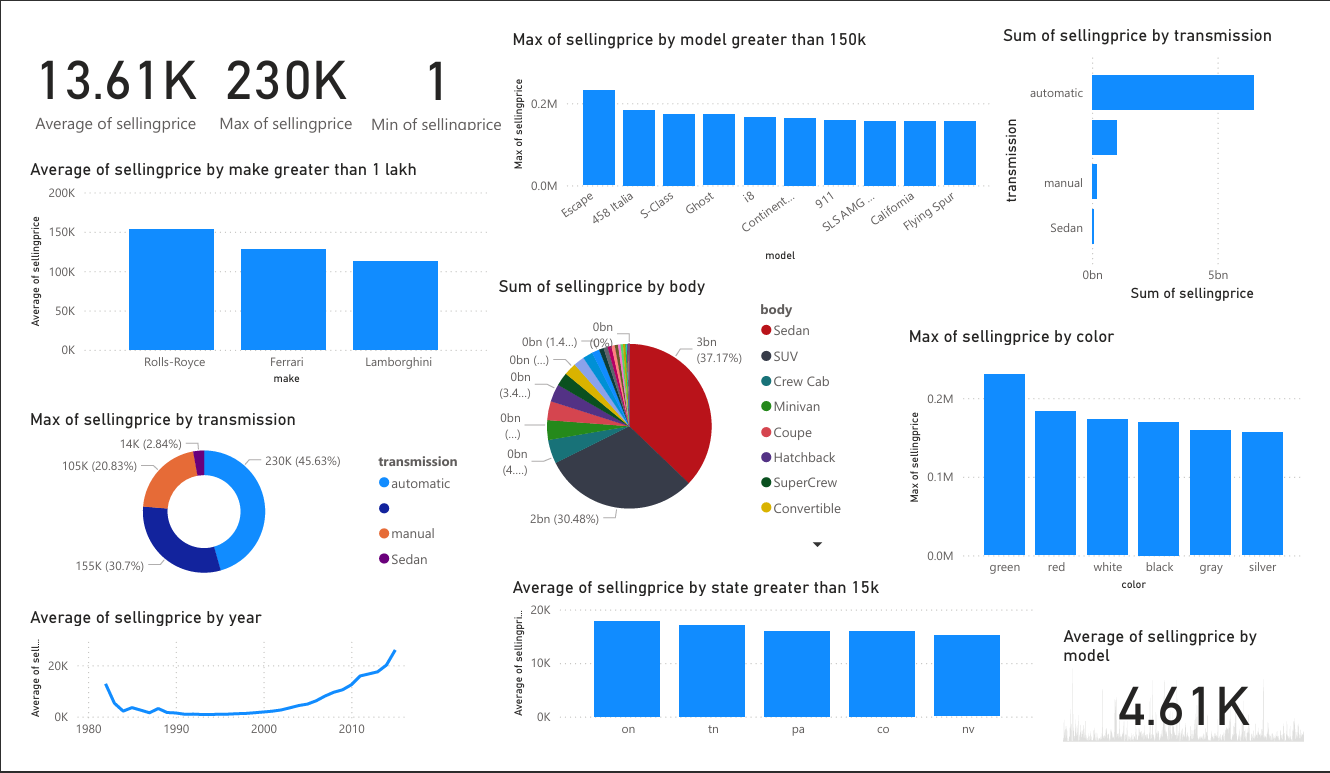 13.61K
Average of sellingprice
230K
Max of sellingprice
1
Min of sellingprice
Average of sellingprice by make greater than 1 lakh
Average of sellingprice
200K
150K
100K
50K
0K
Rolls-Royce
Ferrari
Lamborghini
make
Max of sellingprice by transmission
14K (2.84%)
105K (20.83%)
230K (45.63%)
155K (30.7%)
transmission
automatic
manual
Sedan
Average of sellingprice by year
Average of sell...
20K
0K
1980
1990
2000
2010
Max of sellingprice by model greater than 150k
Max of sellingprice
0.2M
0.0M
Escape
458 Italia
S-Class
Ghost
i8
Continent...
911
SLS AMG ...
California
Flying Spur
model
Sum of sellingprice by body
0bn
(0%)
0bn (1.4...)
0bn (...)
0bn
(3.4...)
0bn
(...)
0bn
(4....)
2bn (30.48%)
3bn
(37.17%)
body
Sedan
SUV
Crew Cab
Minivan
Coupe
Hatchback
SuperCrew
Convertible
Average of sellingprice by state greater than 15k
Average of sellingpri...
20K
10K
0K
on
tn
pa
co
nv
Sum of sellingprice by transmission
transmission
automatic
manual
Sedan
0bn
5bn
Sum of sellingprice
Max of sellingprice by color
Max of sellingprice
0.2M
0.1M
0.0M
green
red
white
black
gray
silver
color
Average of sellingprice by
model
4.61K